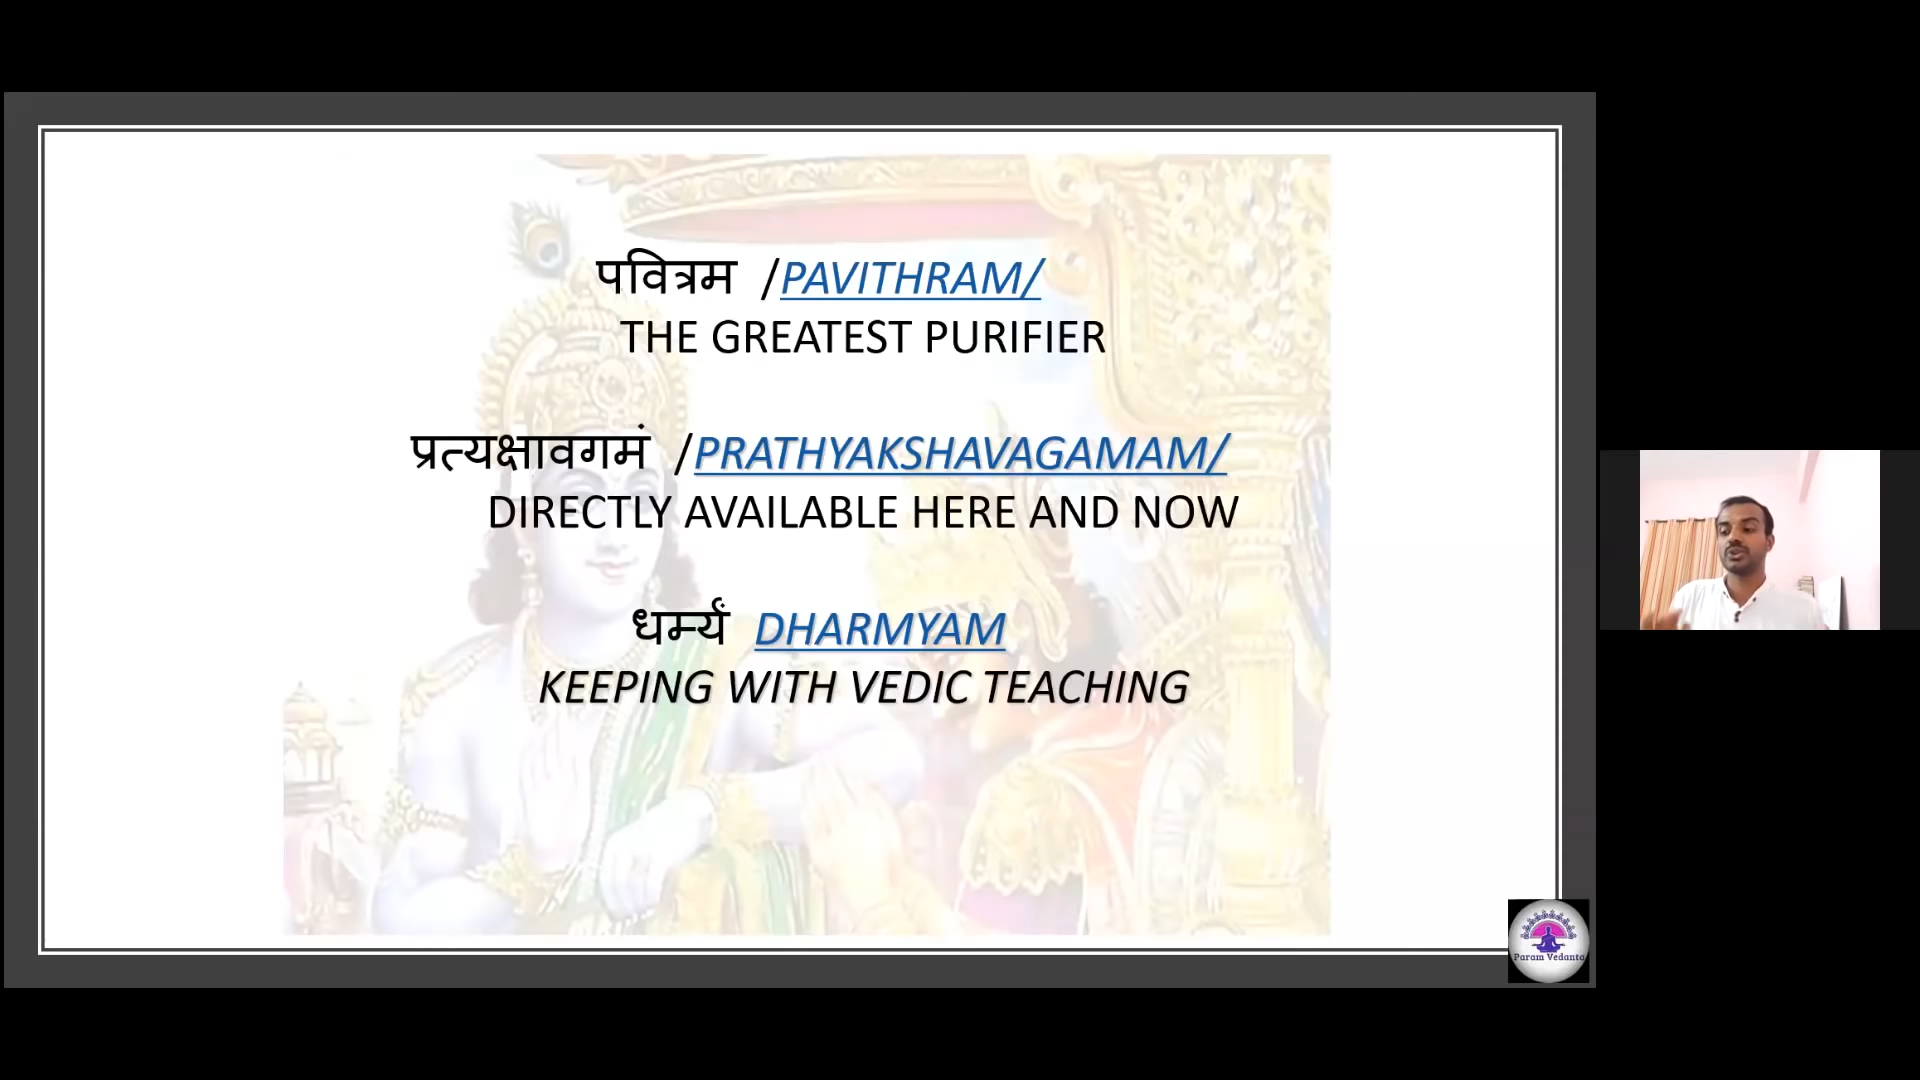 पवित्रम /PAVITHRAM/
THE GREATEST PURIFIER
प्रत्यक्षावगमं /PRATHYAKSHAVAGAMAM/
DIRECTLY AVAILABLE HERE AND NOW
धर्म्यं DHARMYAM
KEEPING WITH VEDIC TEACHING
Param Vedanta